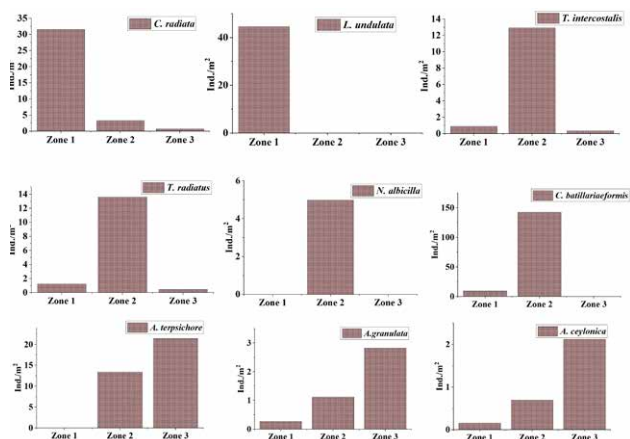 C. radiata
Ind./m²
35
30
25
20
15
10
5
0
Zone 1 Zone 2 Zone 3
L. undulata
Ind./m²
40
20
0
Zone 1 Zone 2 Zone 3
T. intercostalis
Ind./m²
14
12
10
8
6
4
2
0
Zone 1 Zone 2 Zone 3
T. radiatus
Ind./m²
14
12
10
8
6
4
2
0
Zone 1 Zone 2 Zone 3
N. albicilla
Ind./m²
6
4
2
0
Zone 1 Zone 2 Zone 3
C. batillariaeformis
Ind./m²
150
100
50
0
Zone 1 Zone 2 Zone 3
A. terpsichore
Ind./m²
20
15
10
5
0
Zone 1 Zone 2 Zone 3
A.granulata
Ind./m²
3
2
1
0
Zone 1 Zone 2 Zone 3
A. ceylonica
Ind./m²
2
1
0
Zone 1 Zone 2 Zone 3